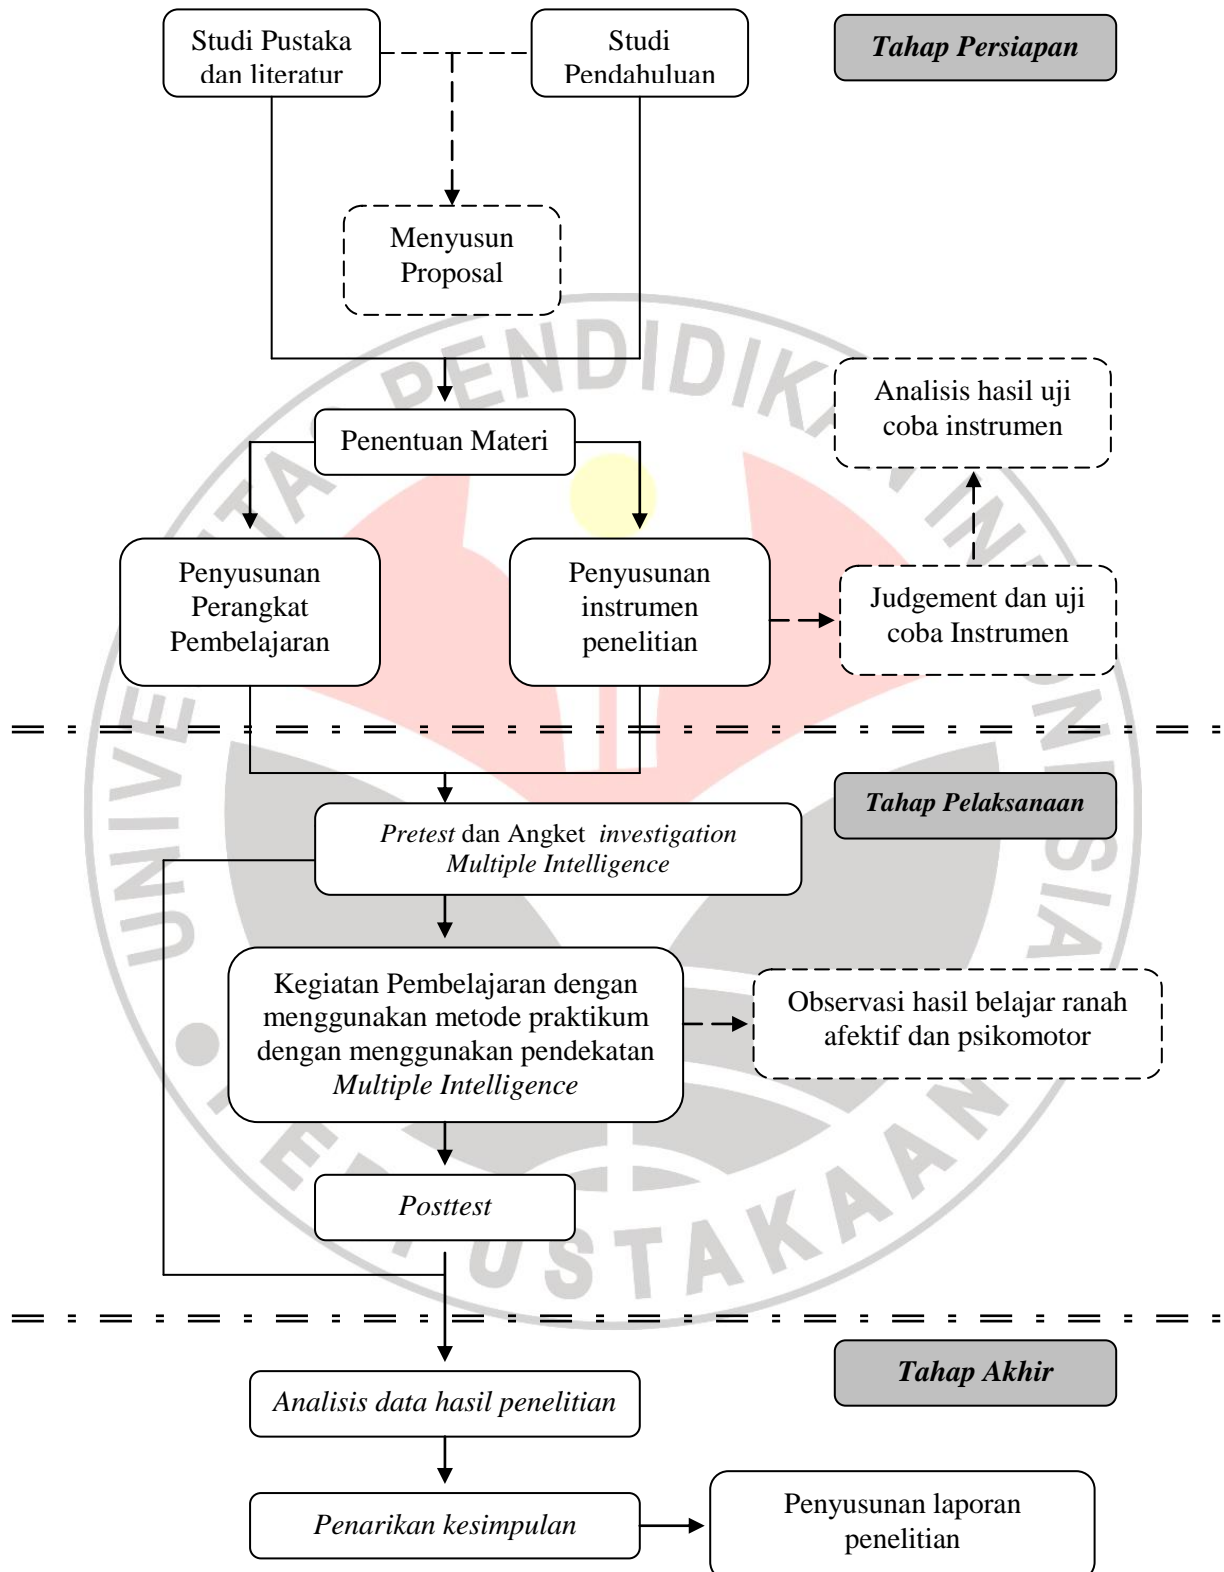 Studi Pustaka
dan literatur
Studi
Pendahuluan
Tahap Persiapan
Menyusun
Proposal
Penentuan Materi
Analisis hasil uji
coba instrumen
Penyusunan
Perangkat
Pembelajaran
Penyusunan
instrumen
penelitian
Judgement dan uji
coba Instrumen
Tahap Pelaksanaan
Pretest dan Angket investigation
Multiple Intelligence
Kegiatan Pembelajaran dengan
menggunakan metode praktikum
dengan menggunakan pendekatan
Multiple Intelligence
Observasi hasil belajar ranah
afektif dan psikomotor
Posttest
Tahap Akhir
Analisis data hasil penelitian
Penarikan kesimpulan
Penyusunan laporan
penelitian
PENDIDIKAN INDONESIA